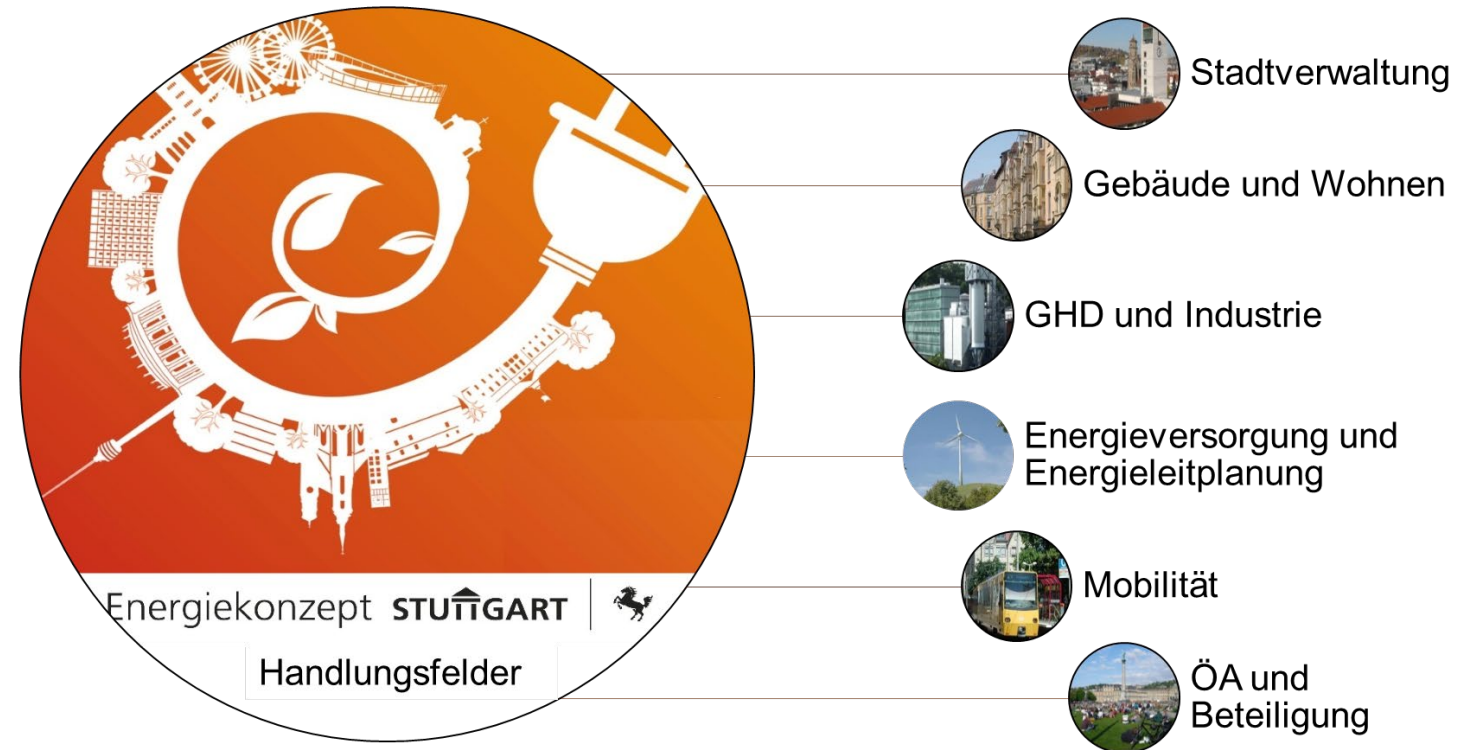 Stadtverwaltung
Gebäude und Wohnen
GHD und Industrie
Energieversorgung und
Energieleitplanung
Mobilität
ÖA und
Beteiligung
Energiekonzept STUTTGART
Handlungsfelder